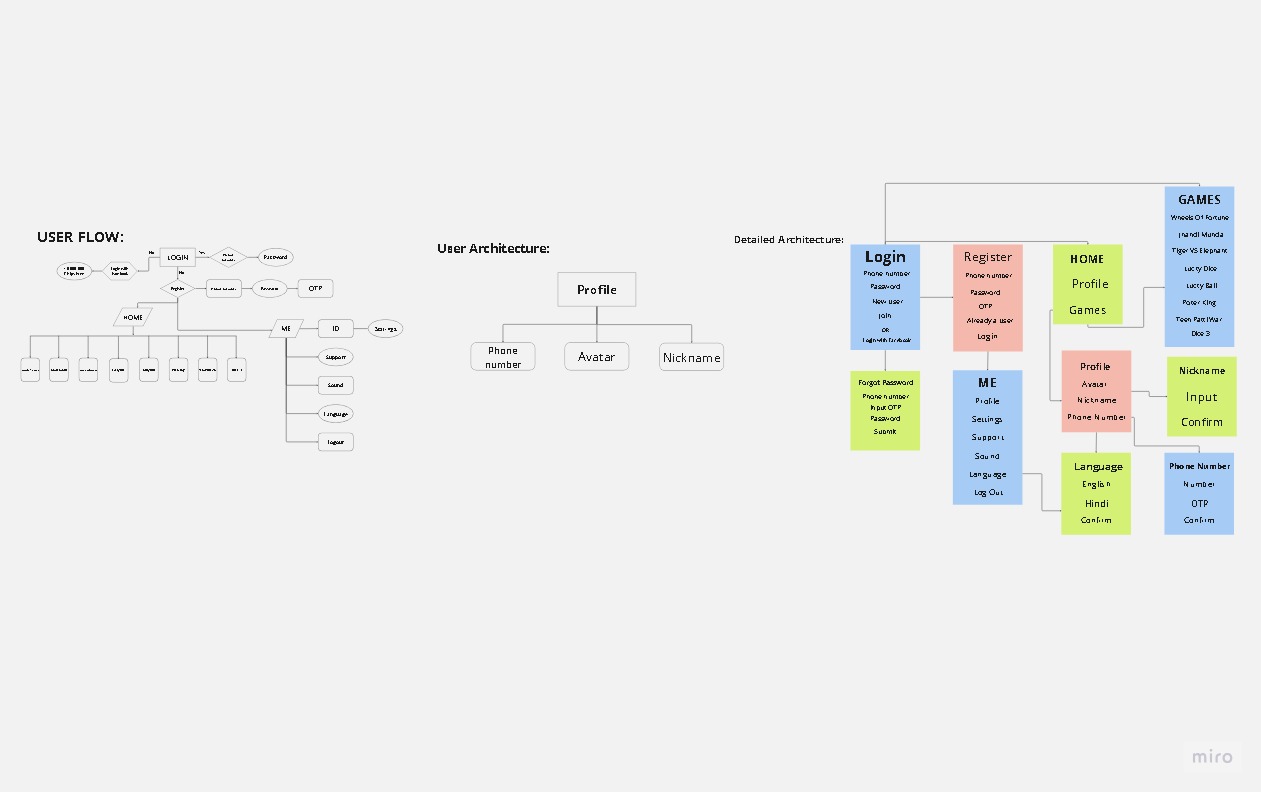 USER FLOW:
No
LOGIN
Yes
Password
No
Register
OTP
HOME
ME
ID
Support
Sound
Language
Logout
User Architecture:
Profile
Phone
number
Avatar
Nickname
Detailed Architecture:
Login
Phone number
Password
New user
Join
OR
Login with Facebook
Register
Phone number
Password
OTP
Already a user
Login
HOME
Profile
Games
GAMES
Wheels Of Fortune
Jhandi Munda
Tiger VS Elephant
Lucky Dice
Lucky Ball
Poker King
Teen Patti War
Dice 3
Forgot Password
Phone number
Input OTP
Password
Submit
ME
Profile
Settings
Support
Sound
Language
Log Out
Profile
Avatar
Nickname
Phone Number
Nickname
Input
Confirm
Language
English
Hindi
Confirm
Phone Number
Number
OTP
Confirm
miro